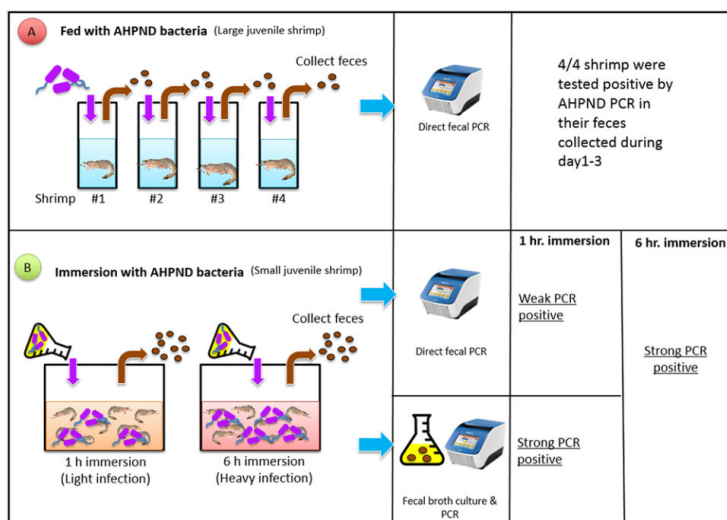 A Fed with AHPND bacteria (Large juvenile shrimp)
Collect feces
Shrimp #1 #2 #3 #4
Direct fecal PCR
4/4 shrimp were
tested positive by
AHPND PCR in
their feces
collected during
day1-3
B Immersion with AHPND bacteria (Small juvenile shrimp)
Collect feces
1 h immersion
(Light infection)
6 h immersion
(Heavy infection)
Direct fecal PCR
Fecal broth culture &
PCR
1 hr. immersion
Weak PCR
positive
Strong PCR
positive
6 hr. immersion
Strong PCR
positive